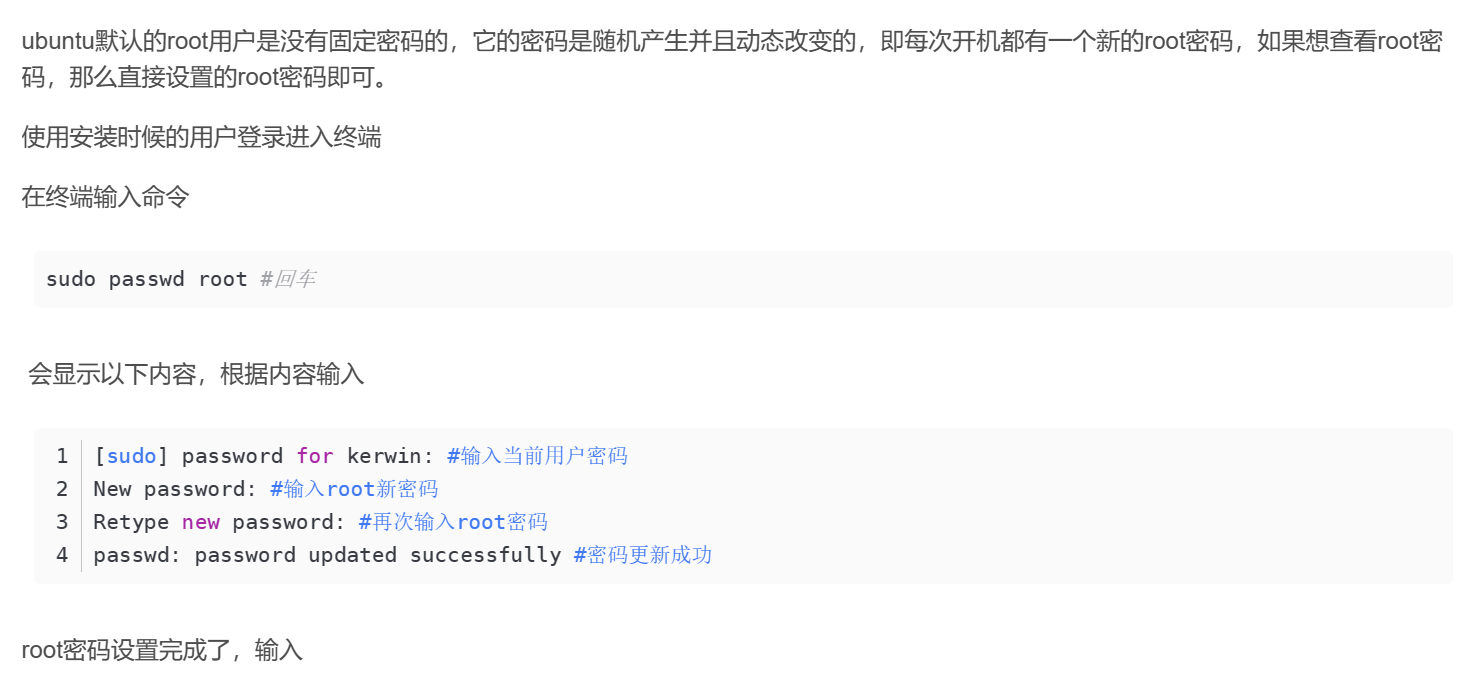 ubuntu默认的root用户是没有固定密码的，它的密码是随机产生并且动态改变的，即每次开机都有一个新的root密码，如果想查看root密
码，那么直接设置的root密码即可。
使用安装时候的用户登录进入终端
在终端输入命令
sudo passwd root #回车
会显示以下内容，根据内容输入
1 [sudo] password for kerwin: #输入当前用户密码
2 New password: #输入root新密码
3 Retype new password: #再次输入root密码
4 passwd: password updated successfully #密码更新成功
root密码设置完成了，输入